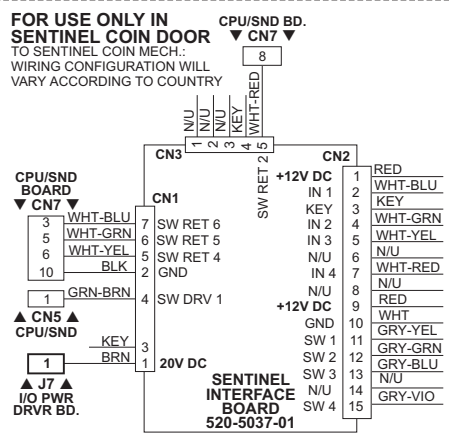 FOR USE ONLY IN
SENTINEL COIN DOOR
TO SENTINEL COIN MECH.:
WIRING CONFIGURATION WILL
VARY ACCORDING TO COUNTRY
CPU/SND BD.
▼ CN7 ▼
8
WHT-RED
N/U
N/U
N/U
KEY
1 2 3 4 5
CN3
SW RET 2
CN2
+12V DC 1 RED
IN 1 2 WHT-BLU
KEY 3 KEY
IN 2 4 WHT-GRN
IN 3 5 WHT-YEL
N/U 6 N/U
IN 4 7 WHT-RED
N/U 8 N/U
+12V DC 9 RED
GND 10 WHT
SW 1 11 GRY-YEL
SW 2 12 GRY-GRN
SW 3 13 GRY-BLU
N/U 14 N/U
SW 4 15 GRY-VIO
CPU/SND
BOARD
▼ CN7 ▼
CN1
3 WHT-BLU 7 SW RET 6
5 WHT-GRN 6 SW RET 5
6 WHT-YEL 5 SW RET 4
10 BLK 2 GND
1 GRN-BRN 4 SW DRV 1
▲ CN5 ▲
CPU/SND
KEY 3
1 BRN 1 20V DC
▲ J7 ▲
I/O PWR
DRVR BD.
SENTINEL
INTERFACE
BOARD
520-5037-01